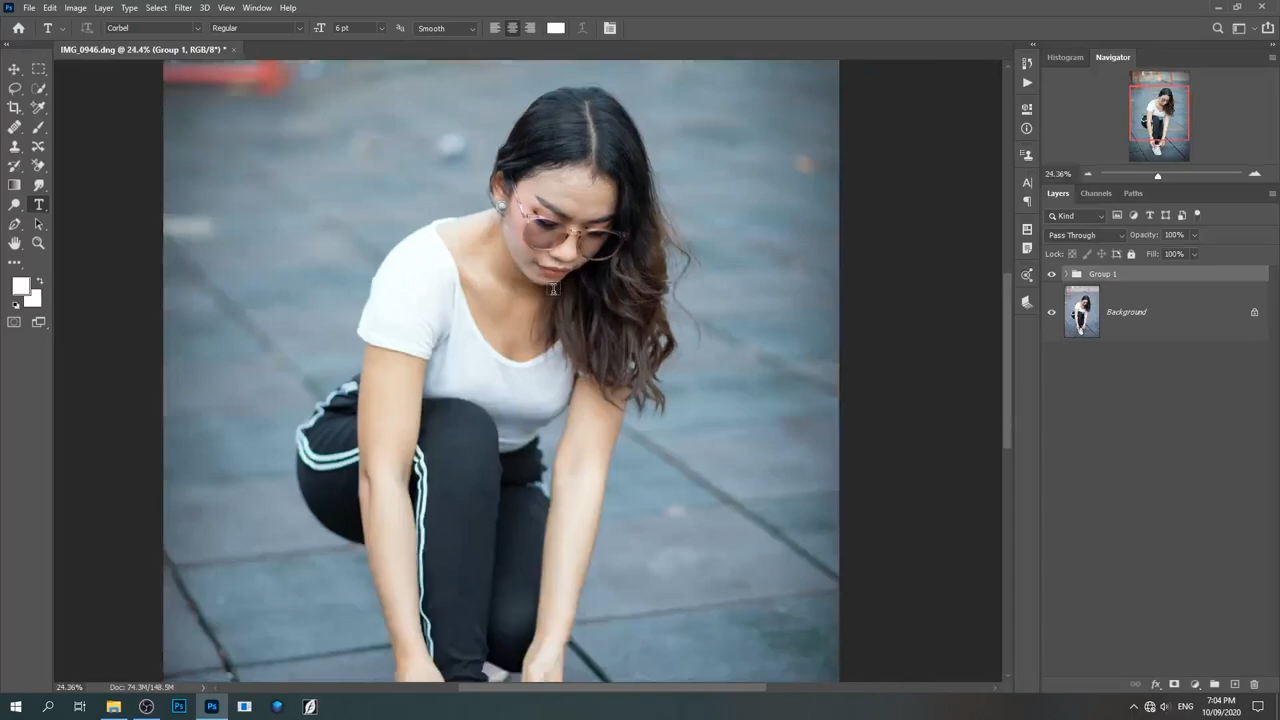 File Edit Image Layer Type Select Filter 3D View Window Help
Corbel Regular 6 pt Smooth
IMG_0946.dng @ 24.4% (Group 1, RGB/8*) *
Histogram Navigator
24.36%
Layers Channels Paths
Kind
Pass Through Opacity: 100%
Lock: Fill: 100%
Group 1
Background
24.36% Doc: 74.3M/148.5M
ENG 7:04 PM
10/09/2020